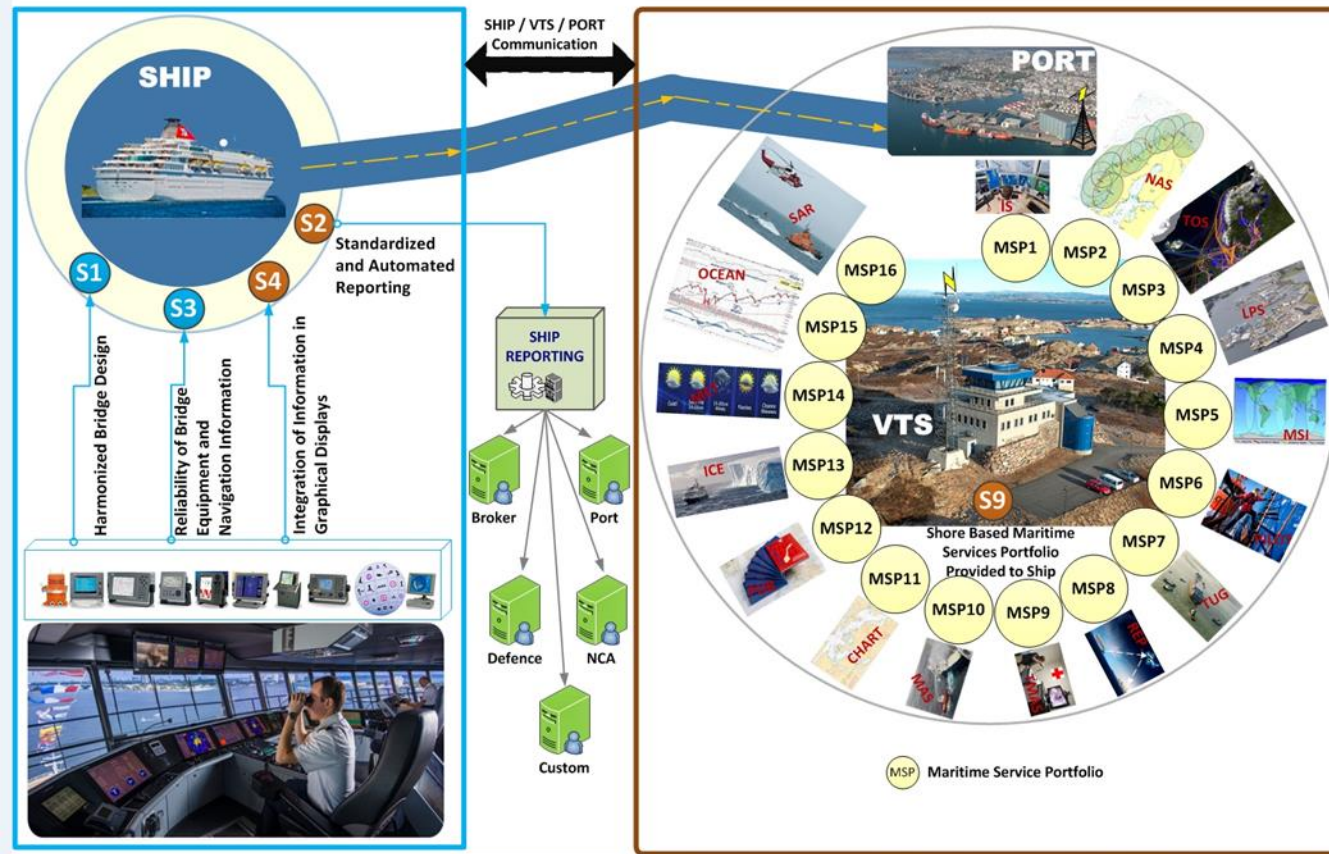 SHIP
S1
S2
S3
S4
Standardized
and Automated
Reporting
Harmonized Bridge Design
Reliability of Bridge
Equipment and
Navigation Information
Integration of Information in
Graphical Displays
SHIP / VTS / PORT
Communication
SHIP
REPORTING
Broker
Port
Defence
NCA
Custom
PORT
IS
NAS
TOS
LPS
MSI
PILOT
TUG
REP
TMAS
MAS
CHART
PUB
ICE
MET
OCEAN
SAR
MSP1
MSP2
MSP3
MSP4
MSP5
MSP6
MSP7
MSP8
MSP9
MSP10
MSP11
MSP12
MSP13
MSP14
MSP15
MSP16
VTS
S9
Shore Based Maritime
Services Portfolio
Provided to Ship
MSP Maritime Service Portfolio